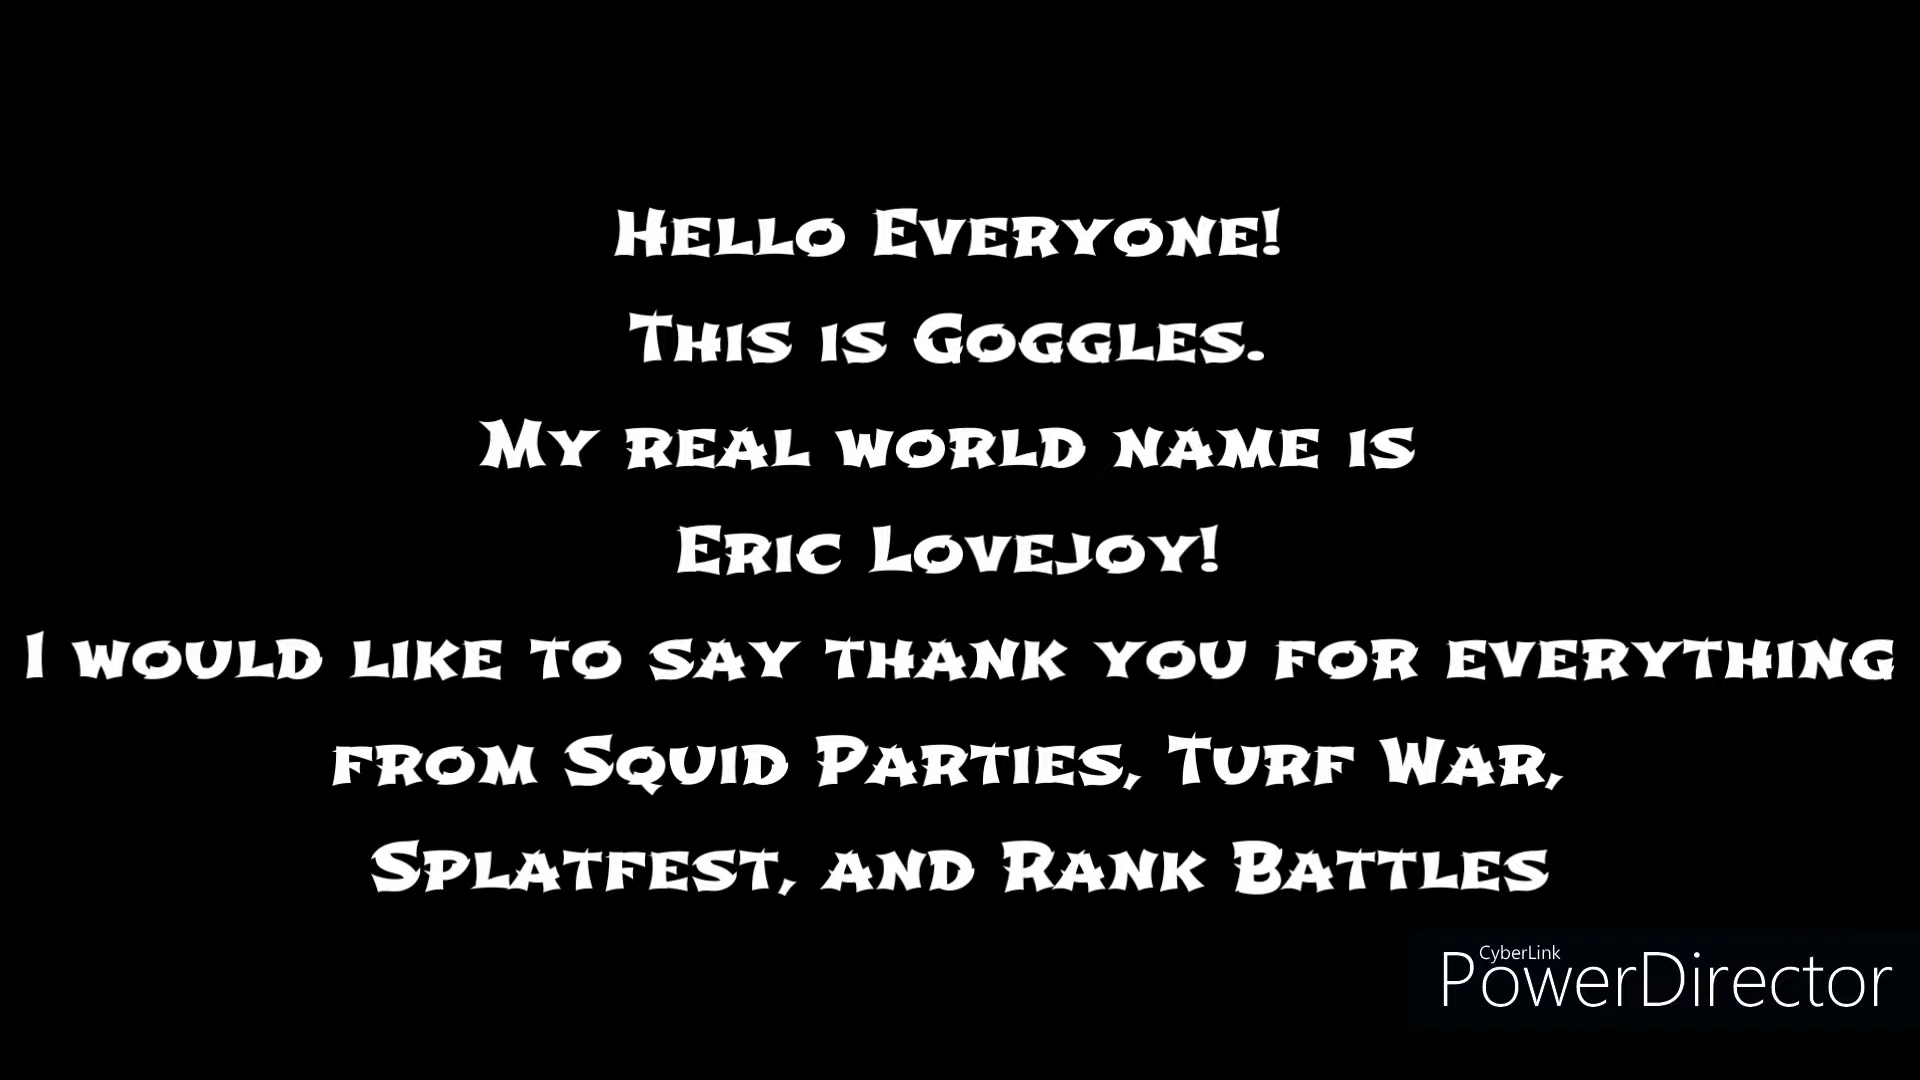 Hello Everyone!
This is Goggles.
My real world name is
Eric Lovejoy!
I would like to say thank you for everything
from Squid Parties, Turf War,
Splatfest, and Rank Battles
CyberLink
PowerDirector